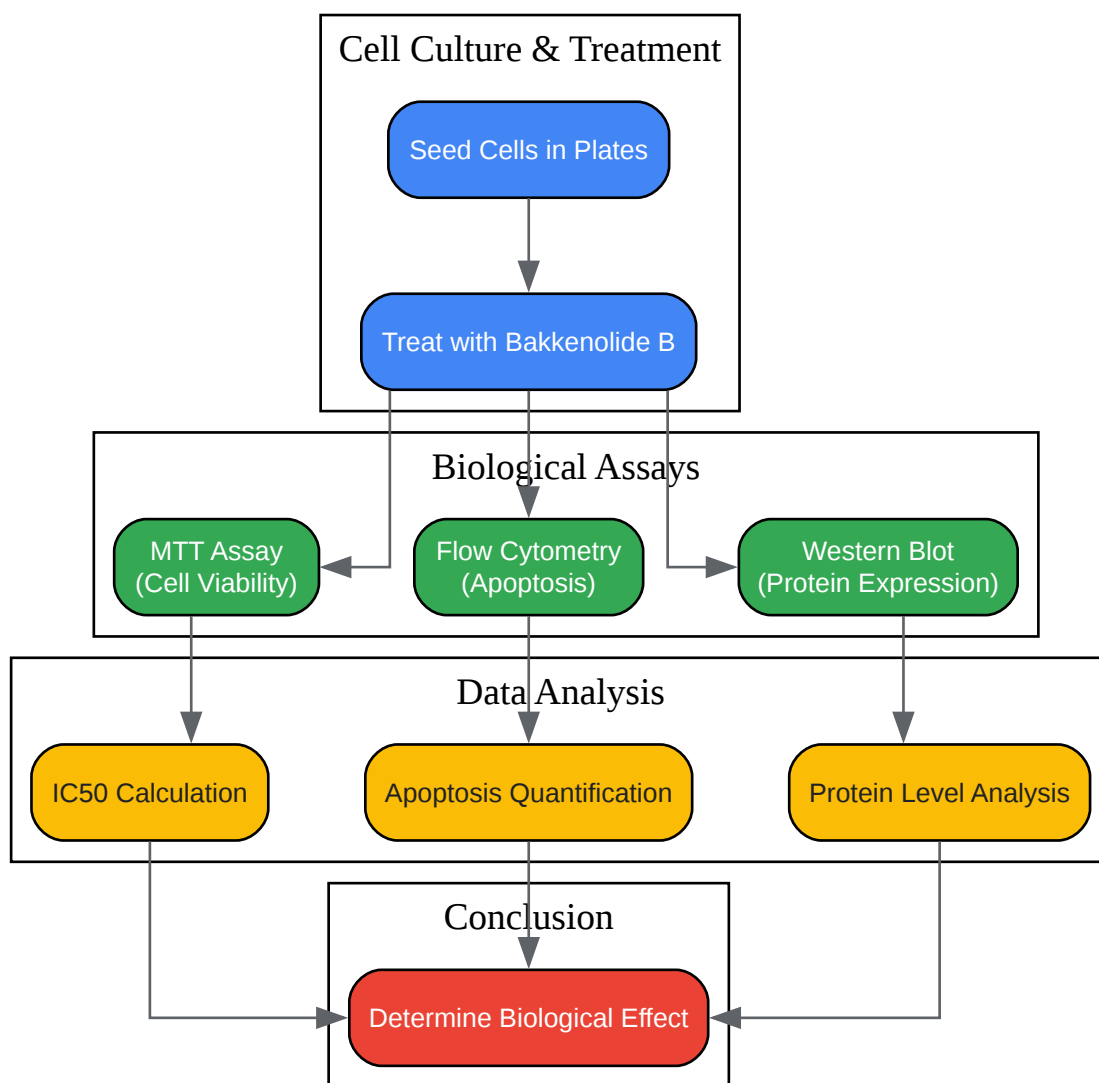 Cell Culture & Treatment
Seed Cells in Plates
Treat with Bakkenolide B
Biological Assays
MTT Assay
(Cell Viability)
Flow Cytometry
(Apoptosis)
Western Blot
(Protein Expression)
Data Analysis
IC50 Calculation
Apoptosis Quantification
Protein Level Analysis
Conclusion
Determine Biological Effect